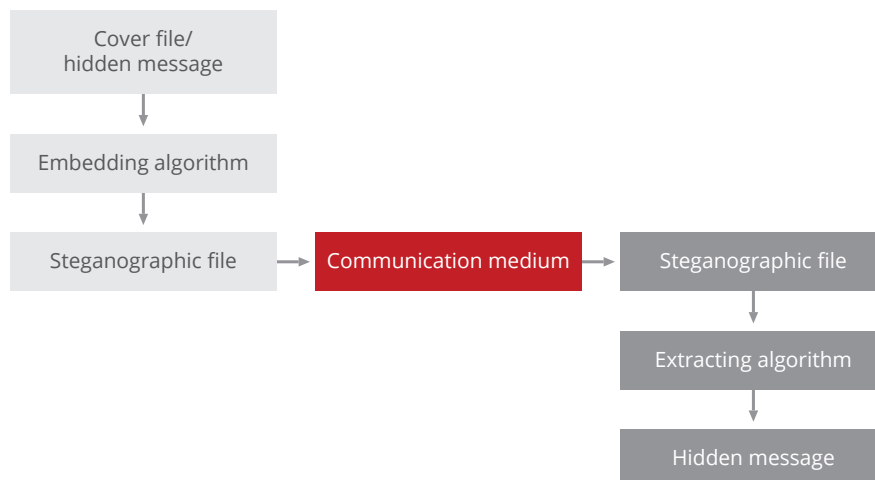 Cover file/
hidden message
Embedding algorithm
Steganographic file
Communication medium
Steganographic file
Extracting algorithm
Hidden message